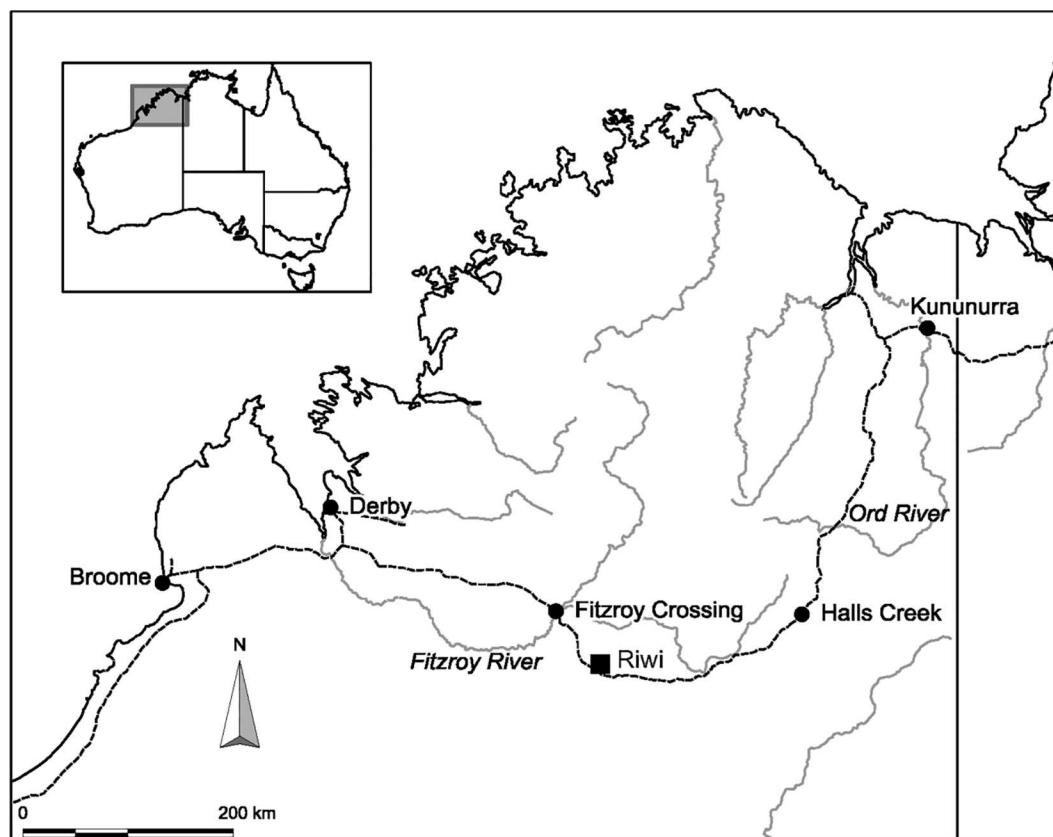 Kununurra
Derby
Ord River
Broome
Fitzroy Crossing
Halls Creek
Fitzroy River
Riwi
N
0
200 km